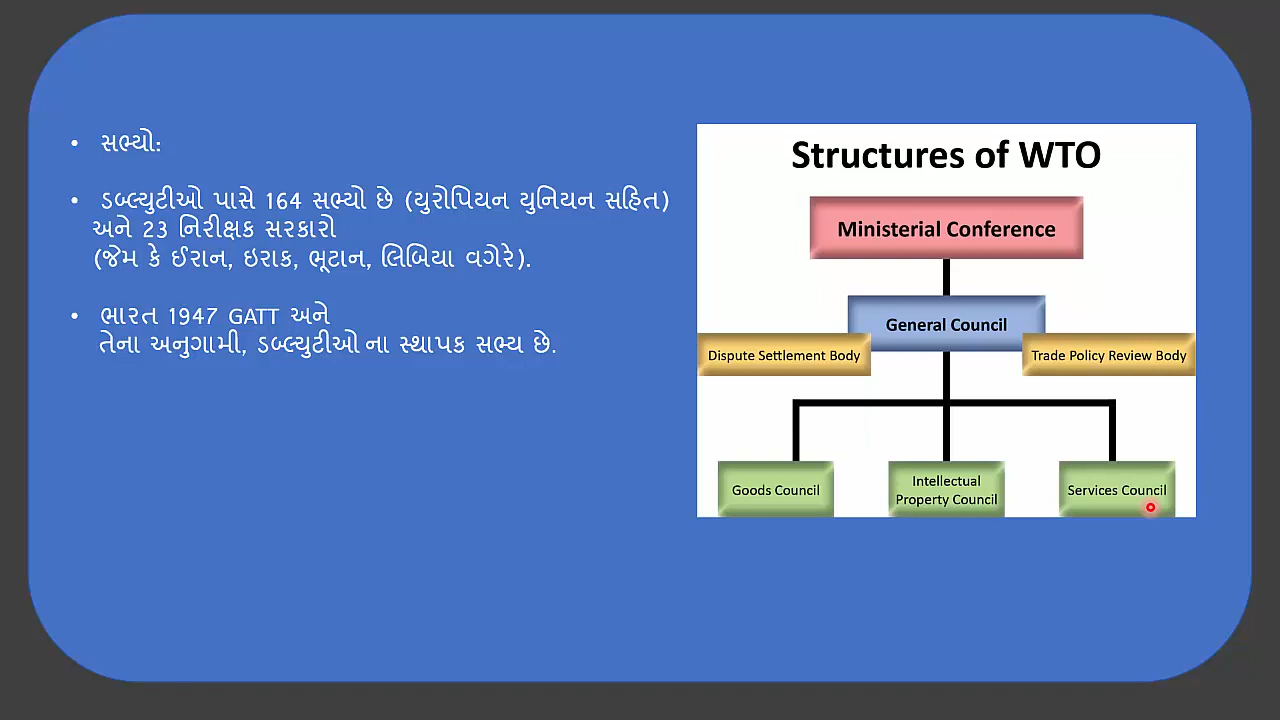 • સભ્યો:
• ડબ્લ્યુટીઓ પાસે 164 સભ્યો છે (યુરોપિયન યુનિયન સહિત)
અને 23 નિરીક્ષક સરકારો
(જેમ કે ઈરાન, ઇરાક, ભૂટાન, લિબિયા વગેરે).
• ભારત 1947 GATT અને
તેના અનુગામી, ડબ્લ્યુટીઓ ના સ્થાપક સભ્ય છે.
Structures of WTO
Ministerial Conference
General Council
Dispute Settlement Body
Trade Policy Review Body
Goods Council
Intellectual
Property Council
Services Council